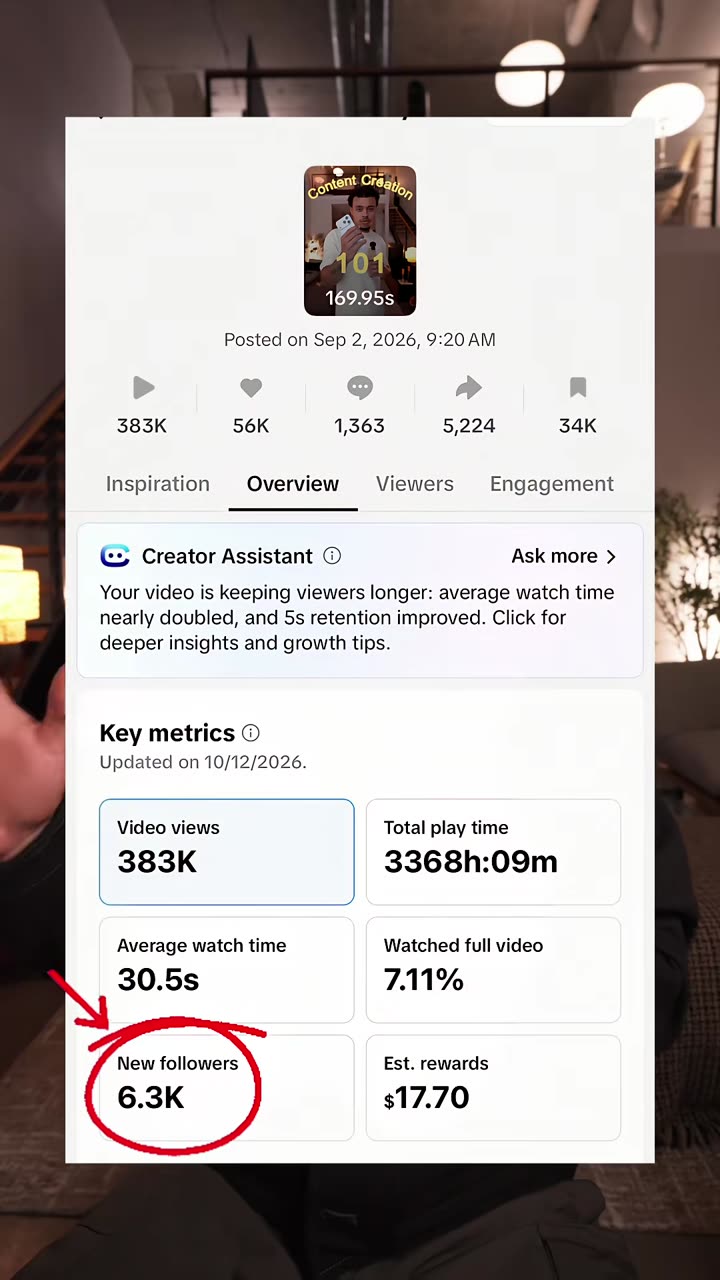 Content Creation
101
169.95s
Posted on Sep 2, 2026, 9:20 AM
383K 56K 1,363 5,224 34K
Inspiration Overview Viewers Engagement
Creator Assistant Ask more
Your video is keeping viewers longer: average watch time
nearly doubled, and 5s retention improved. Click for
deeper insights and growth tips.
Key metrics
Updated on 10/12/2026.
Video views
383K
Total play time
3368h:09m
Average watch time
30.5s
Watched full video
7.11%
New followers
6.3K
Est. rewards
$17.70